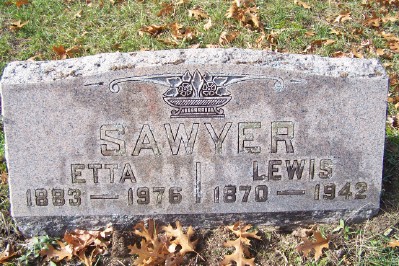 SAWYER
ETTA | LEWIS
1883 — 1976 | 1870 — 1942